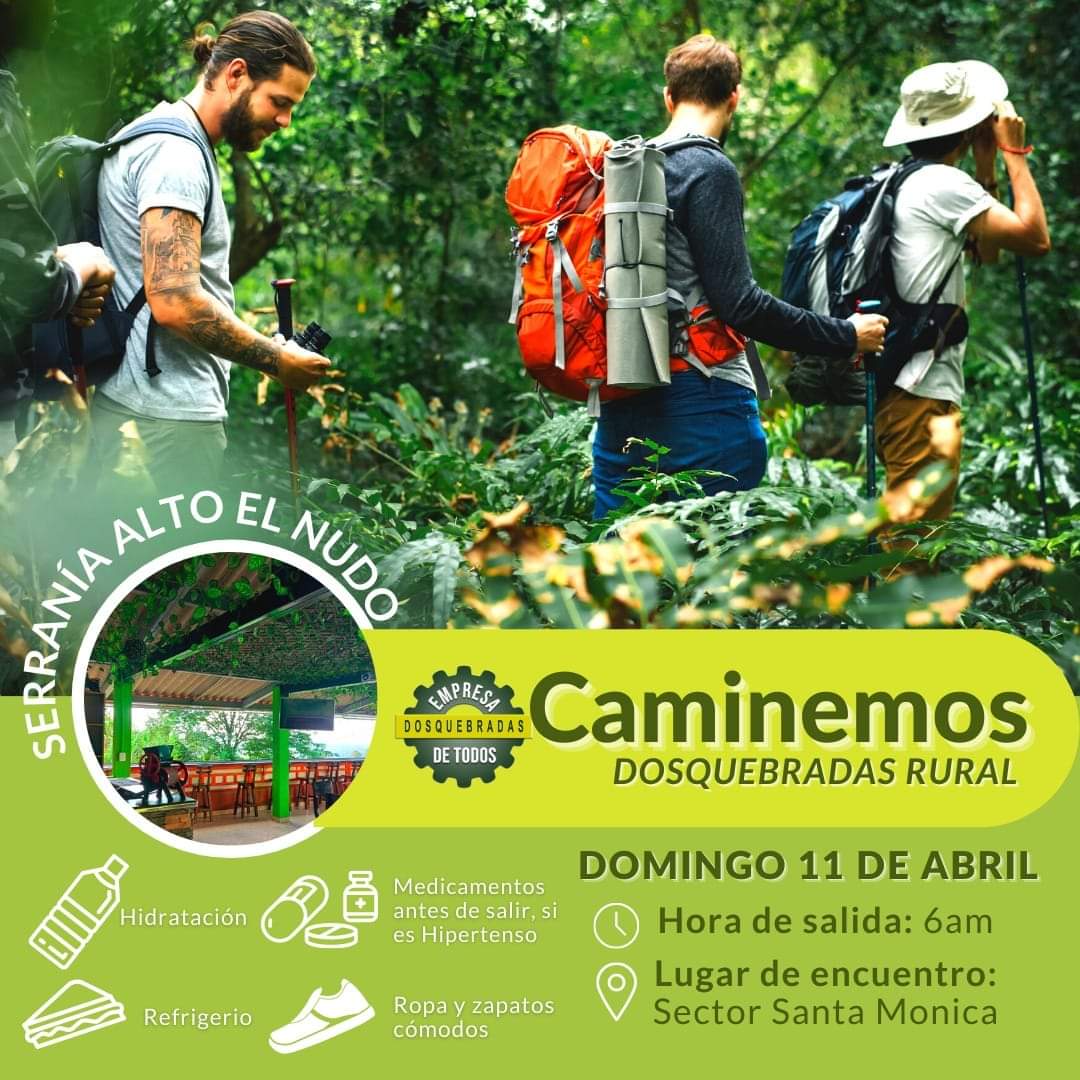 SERRANÍA ALTO EL NUDO
EMPRESA
DOSQUEBRADAS
DE TODOS
Caminemos
DOSQUEBRADAS RURAL
DOMINGO 11 DE ABRIL
Hora de salida: 6am
Lugar de encuentro:
Sector Santa Monica
Hidratación
Medicamentos
antes de salir, si
es Hipertenso
Refrigerio
Ropa y zapatos
cómodos